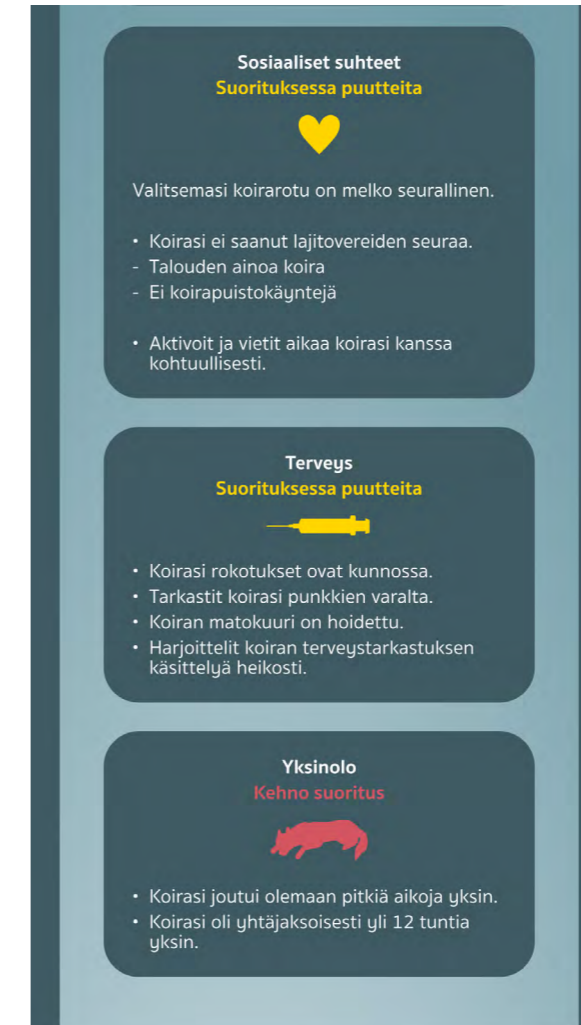 Sosiaaliset suhteet
Suorituksessa puutteita
Valitsemasi koirarotu on melko seurallinen.
• Koirasi ei saanut lajitovereiden seuraa.
- Talouden ainoa koira
- Ei koirapuistokäyntejä
• Aktivoit ja vietit aikaa koirasi kanssa
kohtuullisesti.
Terveys
Suorituksessa puutteita
• Koirasi rokotukset ovat kunnossa.
• Tarkastit koirasi punkkien varalta.
• Koiran matokuuri on hoidettu.
• Harjoittelit koiran terveystarkastuksen
käsittelyä heikosti.
Yksinolo
Kehno suoritus
• Koirasi joutui olemaan pitkiä aikoja yksin.
• Koirasi oli yhtäjaksoisesti yli 12 tuntia
yksin.